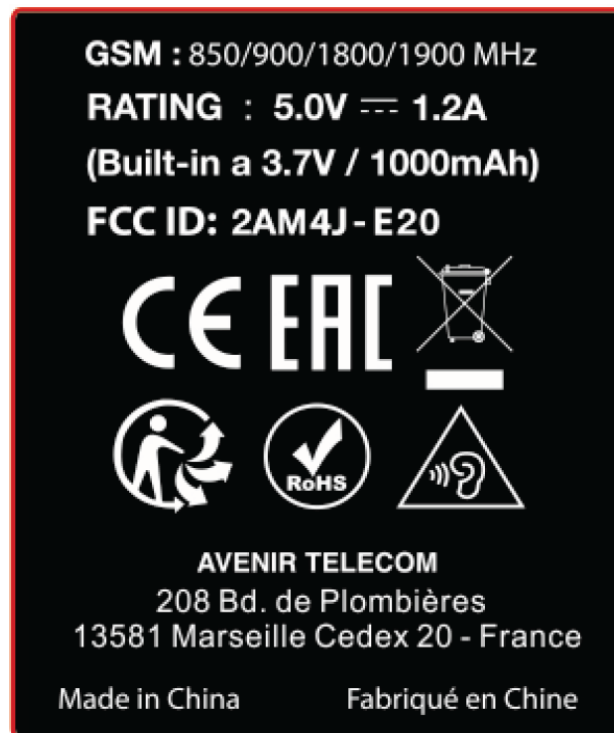 GSM : 850/900/1800/1900 MHz
RATING : 5.0V ⎓ 1.2A
(Built-in a 3.7V / 1000mAh)
FCC ID: 2AM4J-E20
CE EAC
RoHS
AVENIR TELECOM
208 Bd. de Plombières
13581 Marseille Cedex 20 - France
Made in China Fabriqué en Chine